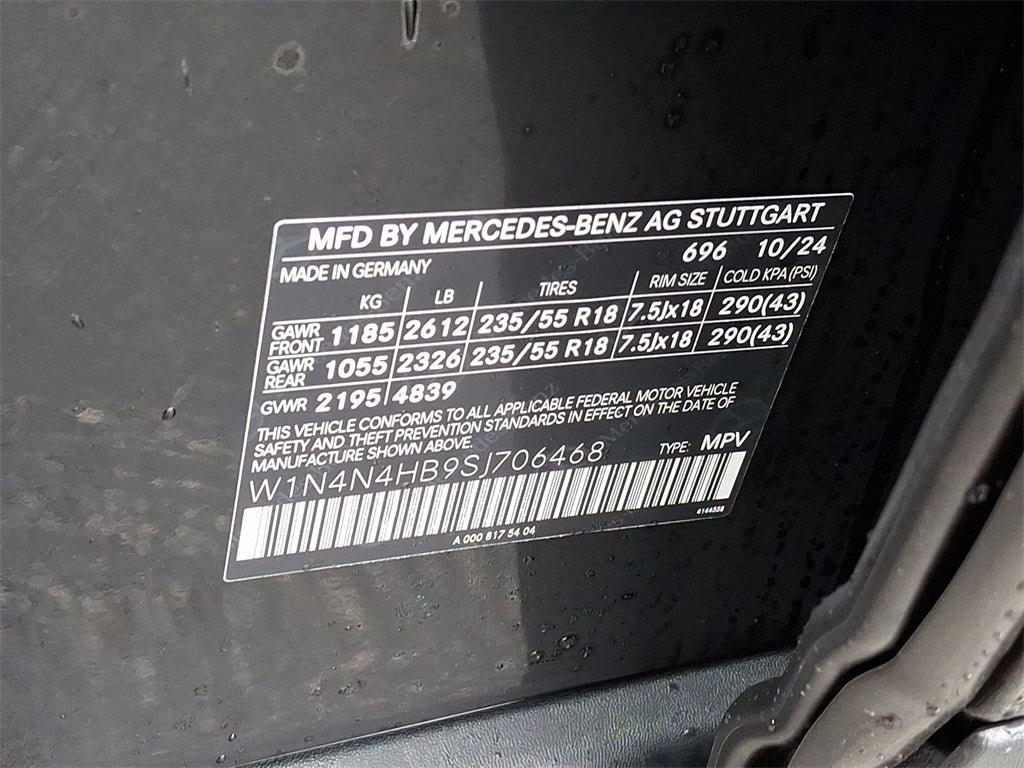 MFD BY MERCEDES-BENZ AG STUTTGART
696 10/24
MADE IN GERMANY
KG LB TIRES RIM SIZE COLD KPA (PSI)
GAWR FRONT 1185 2612 235/55 R18 7.5Jx18 290(43)
GAWR REAR 1055 2326 235/55 R18 7.5Jx18 290(43)
GVWR 2195 4839
THIS VEHICLE CONFORMS TO ALL APPLICABLE FEDERAL MOTOR VEHICLE
SAFETY AND THEFT PREVENTION STANDARDS IN EFFECT ON THE DATE OF
MANUFACTURE SHOWN ABOVE.
W1N4N4HB9SJ706468 TYPE: MPV
4144558
A 000 817 54 04